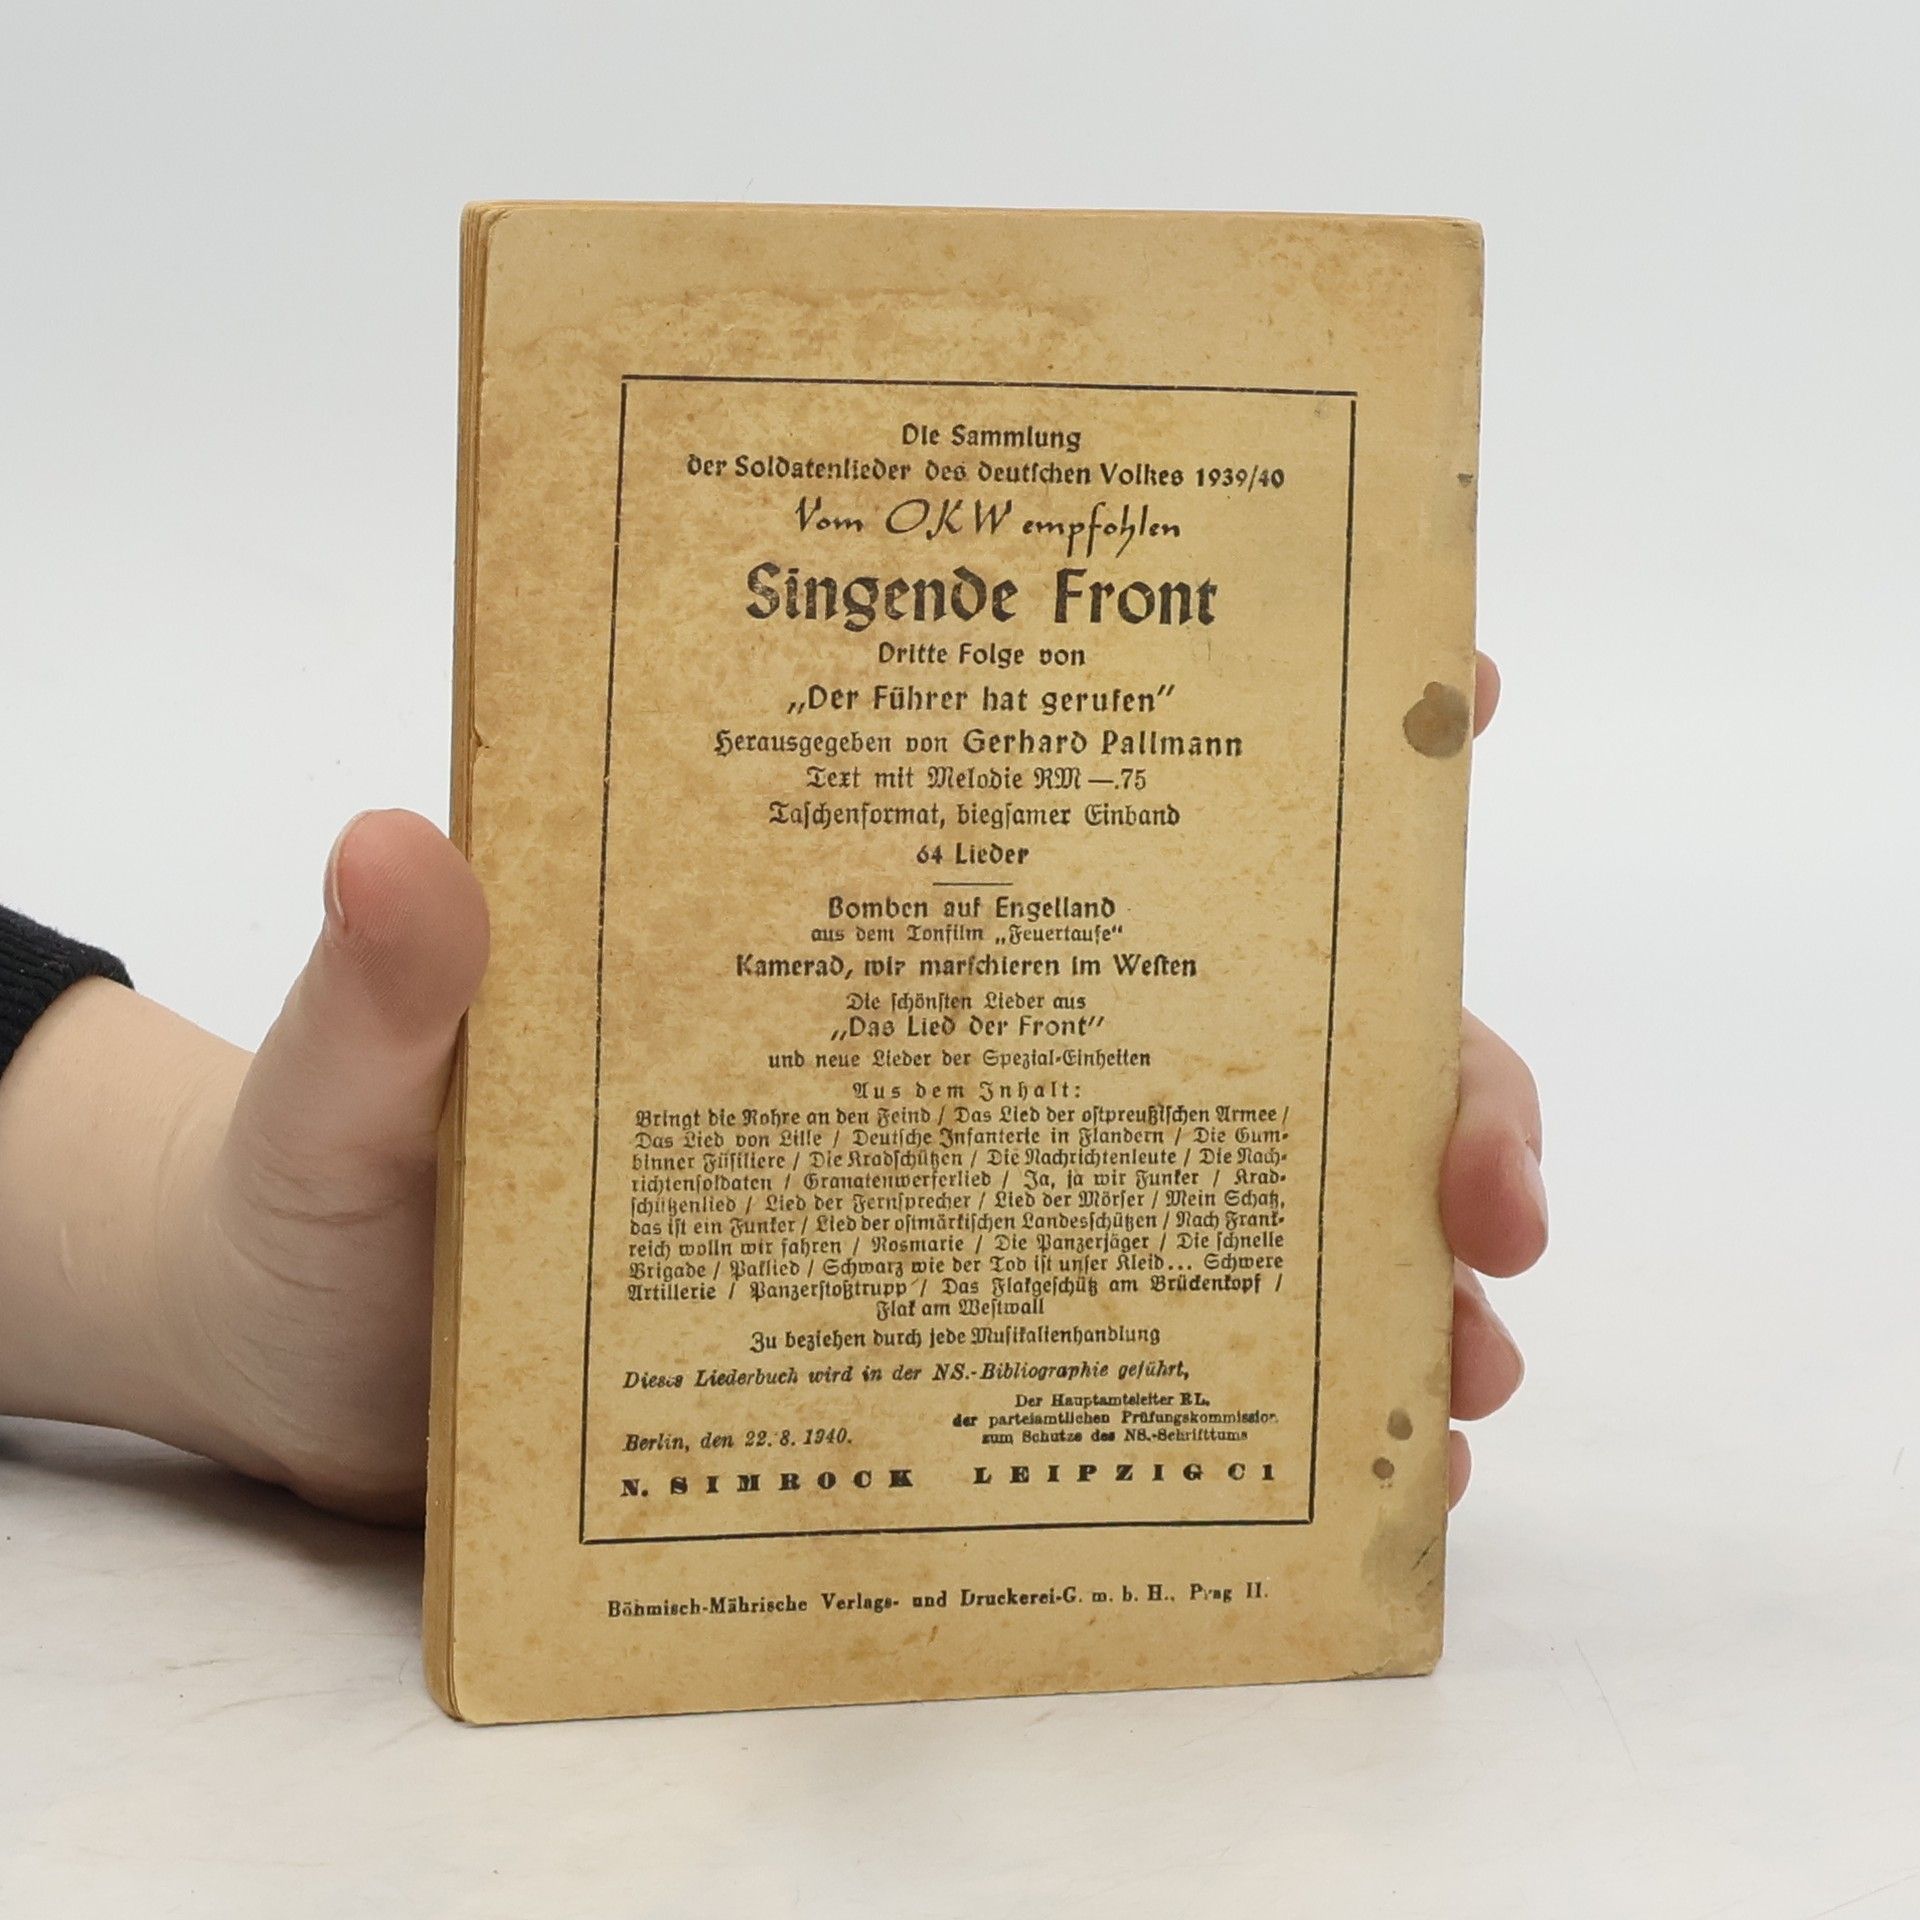 Die Sammlung
der Soldatenlieder des deutschen Volkes 1939/40
Vom OKW empfohlen
Singende Front
Dritte Folge von
„Der Führer hat gerufen"
Herausgegeben von Gerhard Pallmann
Text mit Melodie RM —.75
Taschenformat, biegsamer Einband
64 Lieder
Bomben auf Engelland
aus dem Tonfilm „Feuertaufe“
Kamerad, wir marschieren im Westen
Die schönsten Lieder aus
„Das Lied der Front"
und neue Lieder der Spezial-Einheiten
Aus dem Inhalt:
Bringt die Rohre an den Feind / Das Lied der ostpreußischen Armee /
Das Lied von Lille / Deutsche Infanterie in Flandern / Die Gum-
binner Füsiliere / Die Kradschützen / Die Nachrichtenleute / Die Nach-
richtensoldaten / Granatenwerferlied / Ja, ja wir Funker / Krad-
schützenlied / Lied der Fernsprecher / Lied der Mörser / Mein Schatz,
das ist ein Funker / Lied der ostmärkischen Landesschützen / Nach Frank-
reich wolln wir fahren / Rosmarie / Die Panzerjäger / Die schnelle
Brigade / Paklied / Schwarz wie der Tod ist unser Kleid... Schwere
Artillerie / Panzerstoßtrupp / Das Flakgeschütz am Brückenkopf /
Flak am Westwall
Zu beziehen durch jede Musikalienhandlung
Dieses Liederbuch wird in der NS.-Bibliographie geführt,
Der Hauptamtsleiter RL.
der parteiamtlichen Prüfungskommission
zum Schutze des NS.-Schrifttums
Berlin, den 22. 8. 1940.
N. SIMROCK LEIPZIG C1
Böhmisch-Mährische Verlags- und Druckerei-G. m. b. H., Prag II.